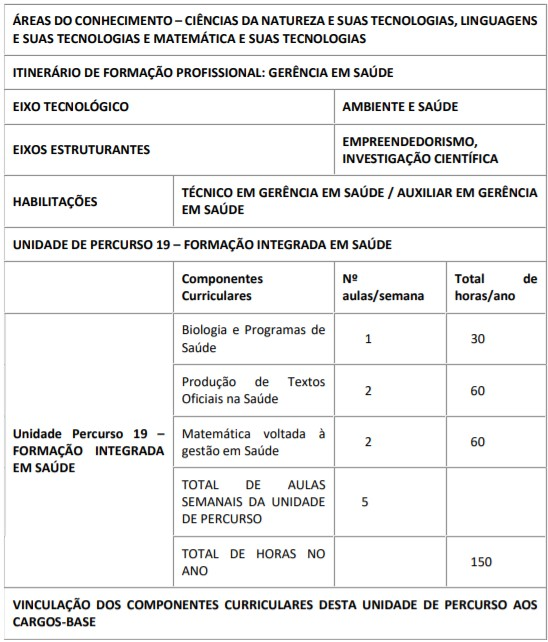 ÁREAS DO CONHECIMENTO – CIÊNCIAS DA NATUREZA E SUAS TECNOLOGIAS, LINGUAGENS
E SUAS TECNOLOGIAS E MATEMÁTICA E SUAS TECNOLOGIAS
ITINERÁRIO DE FORMAÇÃO PROFISSIONAL: GERÊNCIA EM SAÚDE
EIXO TECNOLÓGICO AMBIENTE E SAÚDE
EIXOS ESTRUTURANTES EMPREENDEDORISMO,
INVESTIGAÇÃO CIENTÍFICA
HABILITAÇÕES TÉCNICO EM GERÊNCIA EM SAÚDE / AUXILIAR EM GERÊNCIA
EM SAÚDE
UNIDADE DE PERCURSO 19 – FORMAÇÃO INTEGRADA EM SAÚDE
Unidade Percurso 19 –
FORMAÇÃO INTEGRADA
EM SAÚDE
Componentes
Curriculares
Nº
aulas/semana
Total de
horas/ano
Biologia e Programas de
Saúde
1
30
Produção de Textos
Oficiais na Saúde
2
60
Matemática voltada à
gestão em Saúde
2
60
TOTAL DE AULAS
SEMANAIS DA UNIDADE
DE PERCURSO
5
TOTAL DE HORAS NO
ANO
150
VINCULAÇÃO DOS COMPONENTES CURRICULARES DESTA UNIDADE DE PERCURSO AOS
CARGOS-BASE